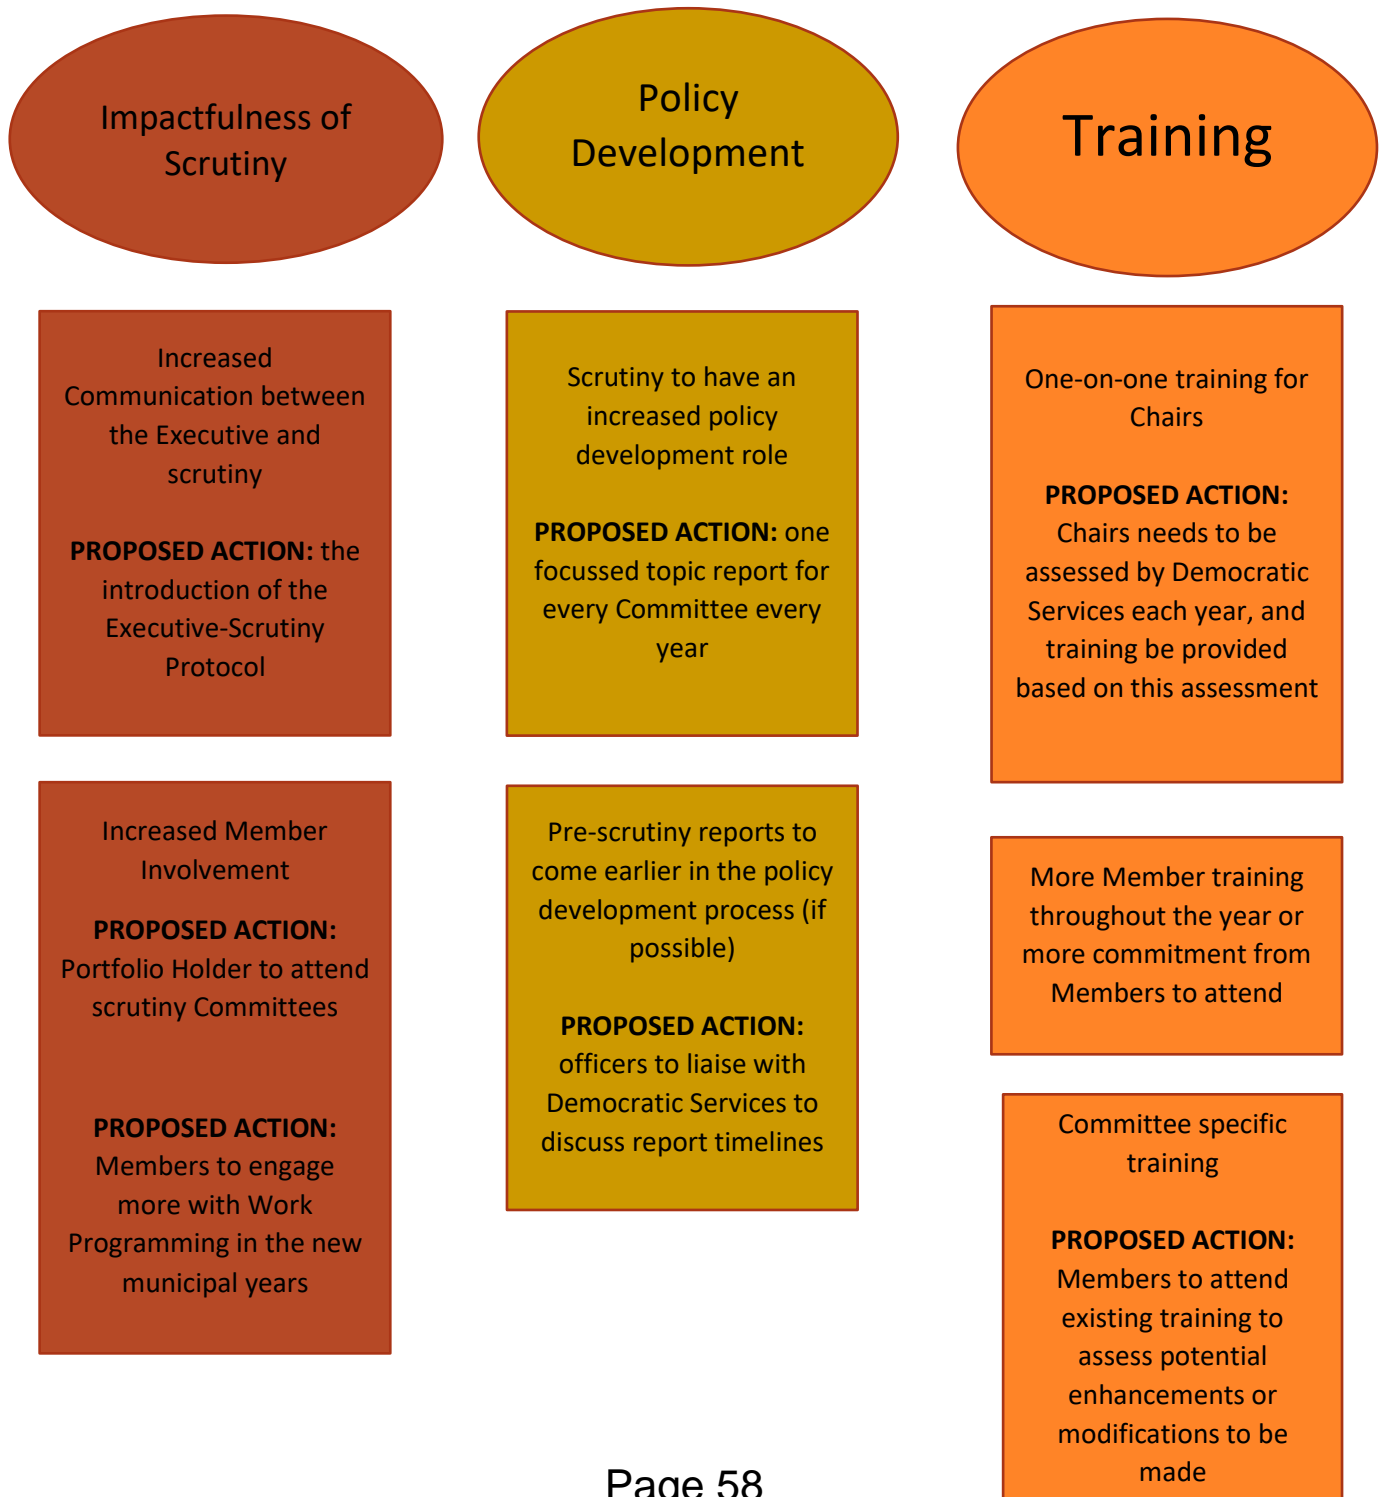 Impactfulness of
Scrutiny
Increased
Communication between
the Executive and
scrutiny
PROPOSED ACTION: the
introduction of the
Executive-Scrutiny
Protocol
Increased Member
Involvement
PROPOSED ACTION:
Portfolio Holder to attend
scrutiny Committees
PROPOSED ACTION:
Members to engage
more with Work
Programming in the new
municipal years
Policy
Development
Scrutiny to have an
increased policy
development role
PROPOSED ACTION: one
focussed topic report for
every Committee every
year
Pre-scrutiny reports to
come earlier in the policy
development process (if
possible)
PROPOSED ACTION:
officers to liaise with
Democratic Services to
discuss report timelines
Training
One-on-one training for
Chairs
PROPOSED ACTION:
Chairs needs to be
assessed by Democratic
Services each year, and
training be provided
based on this assessment
More Member training
throughout the year or
more commitment from
Members to attend
Committee specific
training
PROPOSED ACTION:
Members to attend
existing training to
assess potential
enhancements or
modifications to be
made
Page 58